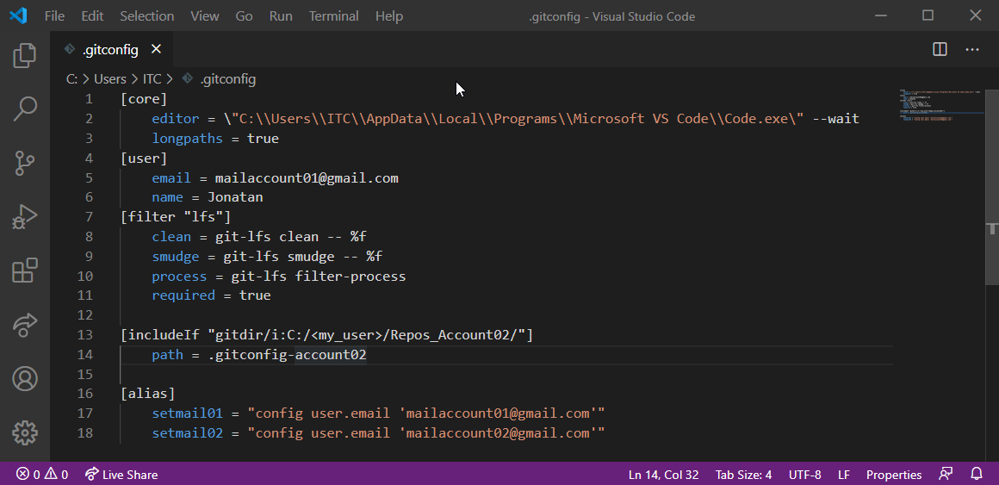 File Edit Selection View Go Run Terminal Help .gitconfig - Visual Studio Code
.gitconfig
C: > Users > ITC > .gitconfig
1 [core]
2 editor = \"C:\\Users\\ITC\\AppData\\Local\\Programs\\Microsoft VS Code\\Code.exe\" --wait
3 longpaths = true
4 [user]
5 email = mailaccount01@gmail.com
6 name = Jonatan
7 [filter "lfs"]
8 clean = git-lfs clean -- %f
9 smudge = git-lfs smudge -- %f
10 process = git-lfs filter-process
11 required = true
12
13 [includeIf "gitdir/i:C:/<my_user>/Repos_Account02/"]
14 path = .gitconfig-account02
15
16 [alias]
17 setmail01 = "config user.email 'mailaccount01@gmail.com'"
18 setmail02 = "config user.email 'mailaccount02@gmail.com'"
0 0 Live Share Ln 14, Col 32 Tab Size: 4 UTF-8 LF Properties